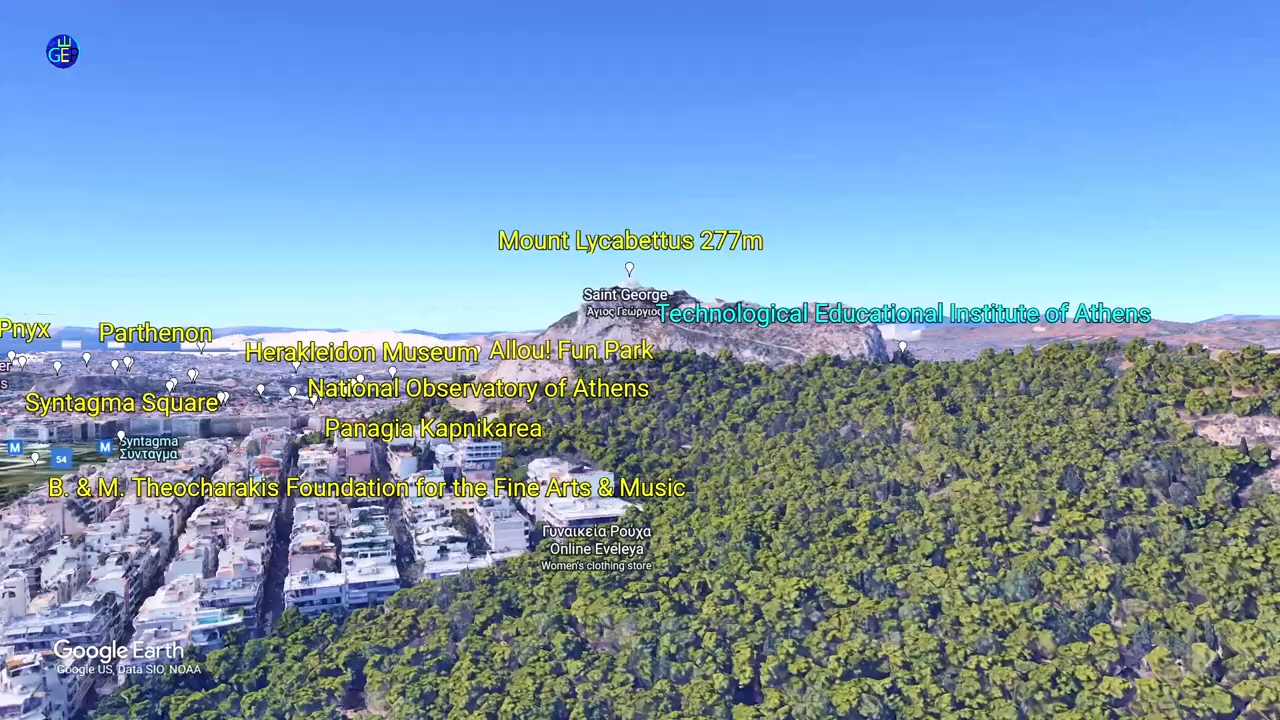 GEP
Mount Lycabettus 277m
Saint George
Άγιος Γεώργιος
Technological Educational Institute of Athens
Pnyx
Parthenon
Herakleidon Museum
Allou! Fun Park
National Observatory of Athens
Syntagma Square
Panagia Kapnikarea
M
54
M
Syntagma
Σύνταγμα
B. & M. Theocharakis Foundation for the Fine Arts & Music
Γυναικεία Ρούχα
Online Eveleya
Women's clothing store
Google Earth
Google US, Data SIO, NOAA